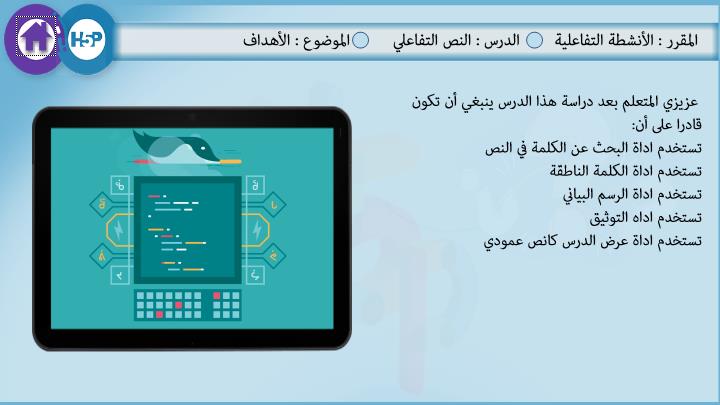 المقرر : الأنشطة التفاعلية الدرس : النص التفاعلي الموضوع : الأهداف
H5P
عزيزي المتعلم بعد دراسة هذا الدرس ينبغي أن تكون
قادرا على أن:
تستخدم اداة البحث عن الكلمة في النص
تستخدم اداة الكلمة الناطقة
تستخدم اداة الرسم البياني
تستخدم اداه التوثيق
تستخدم اداة عرض الدرس كانص عمودي